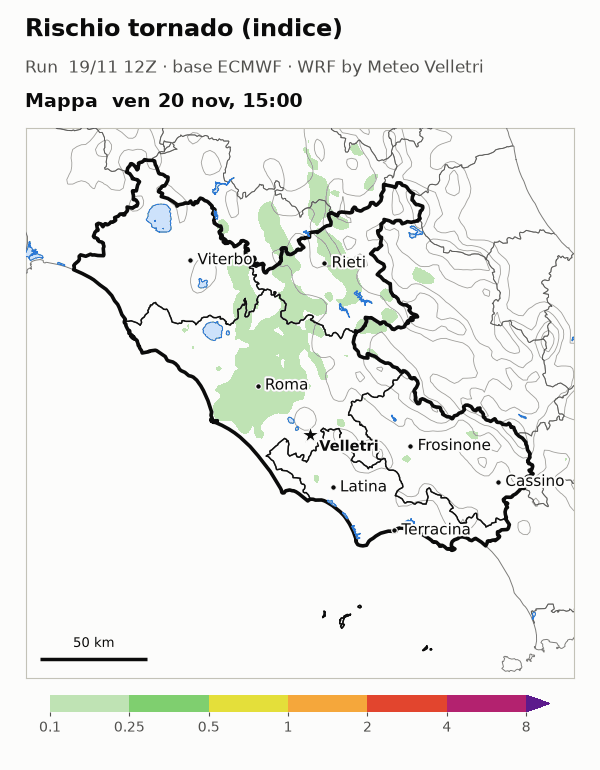 Rischio tornado (indice)
Run  19/11 12Z · base ECMWF · WRF by Meteo Velletri
Mappa  ven 20 nov, 15:00
Viterbo
Rieti
Roma
Velletri
Frosinone
Cassino
Latina
Terracina
50 km
0.1 0.25 0.5 1 2 4 8